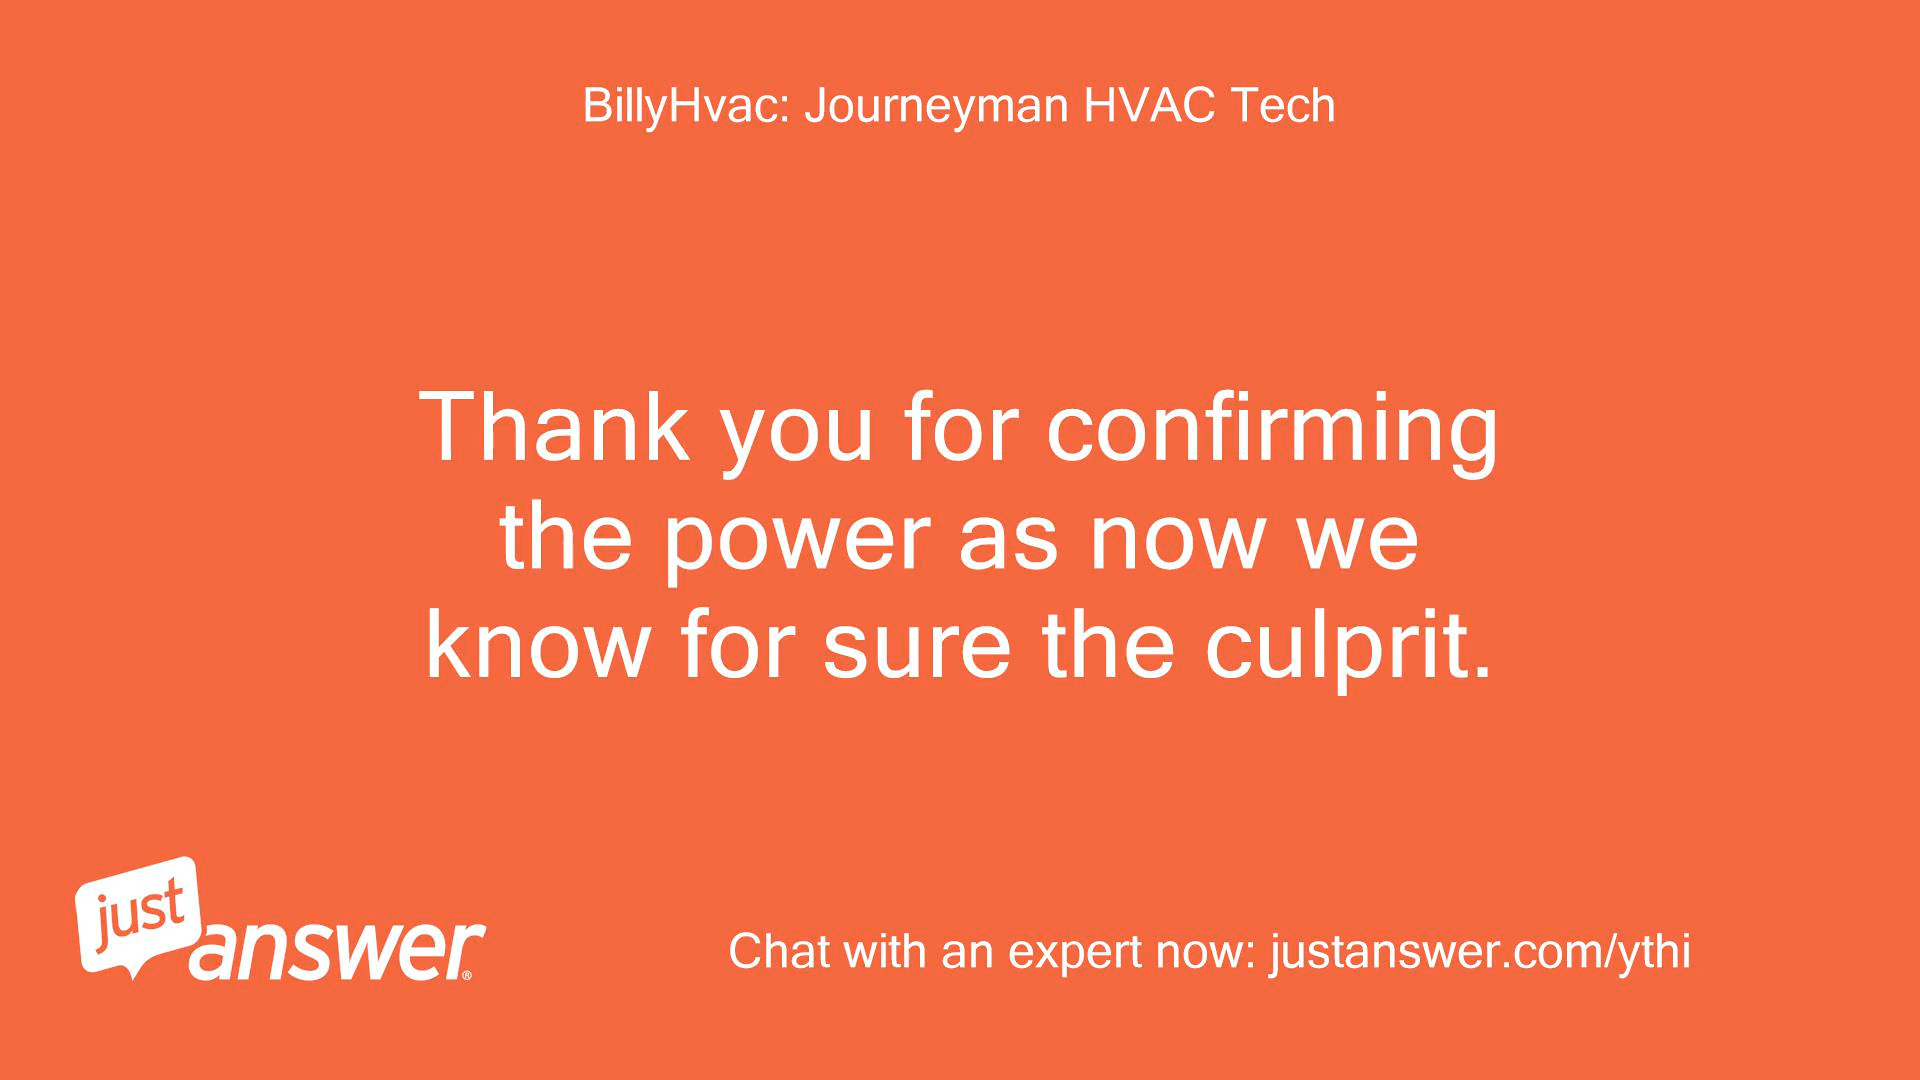 BillyHvac: Journeyman HVAC Tech
Thank you for confirming
the power as now we
know for sure the culprit.
just
answer®
Chat with an expert now: justanswer.com/ythi